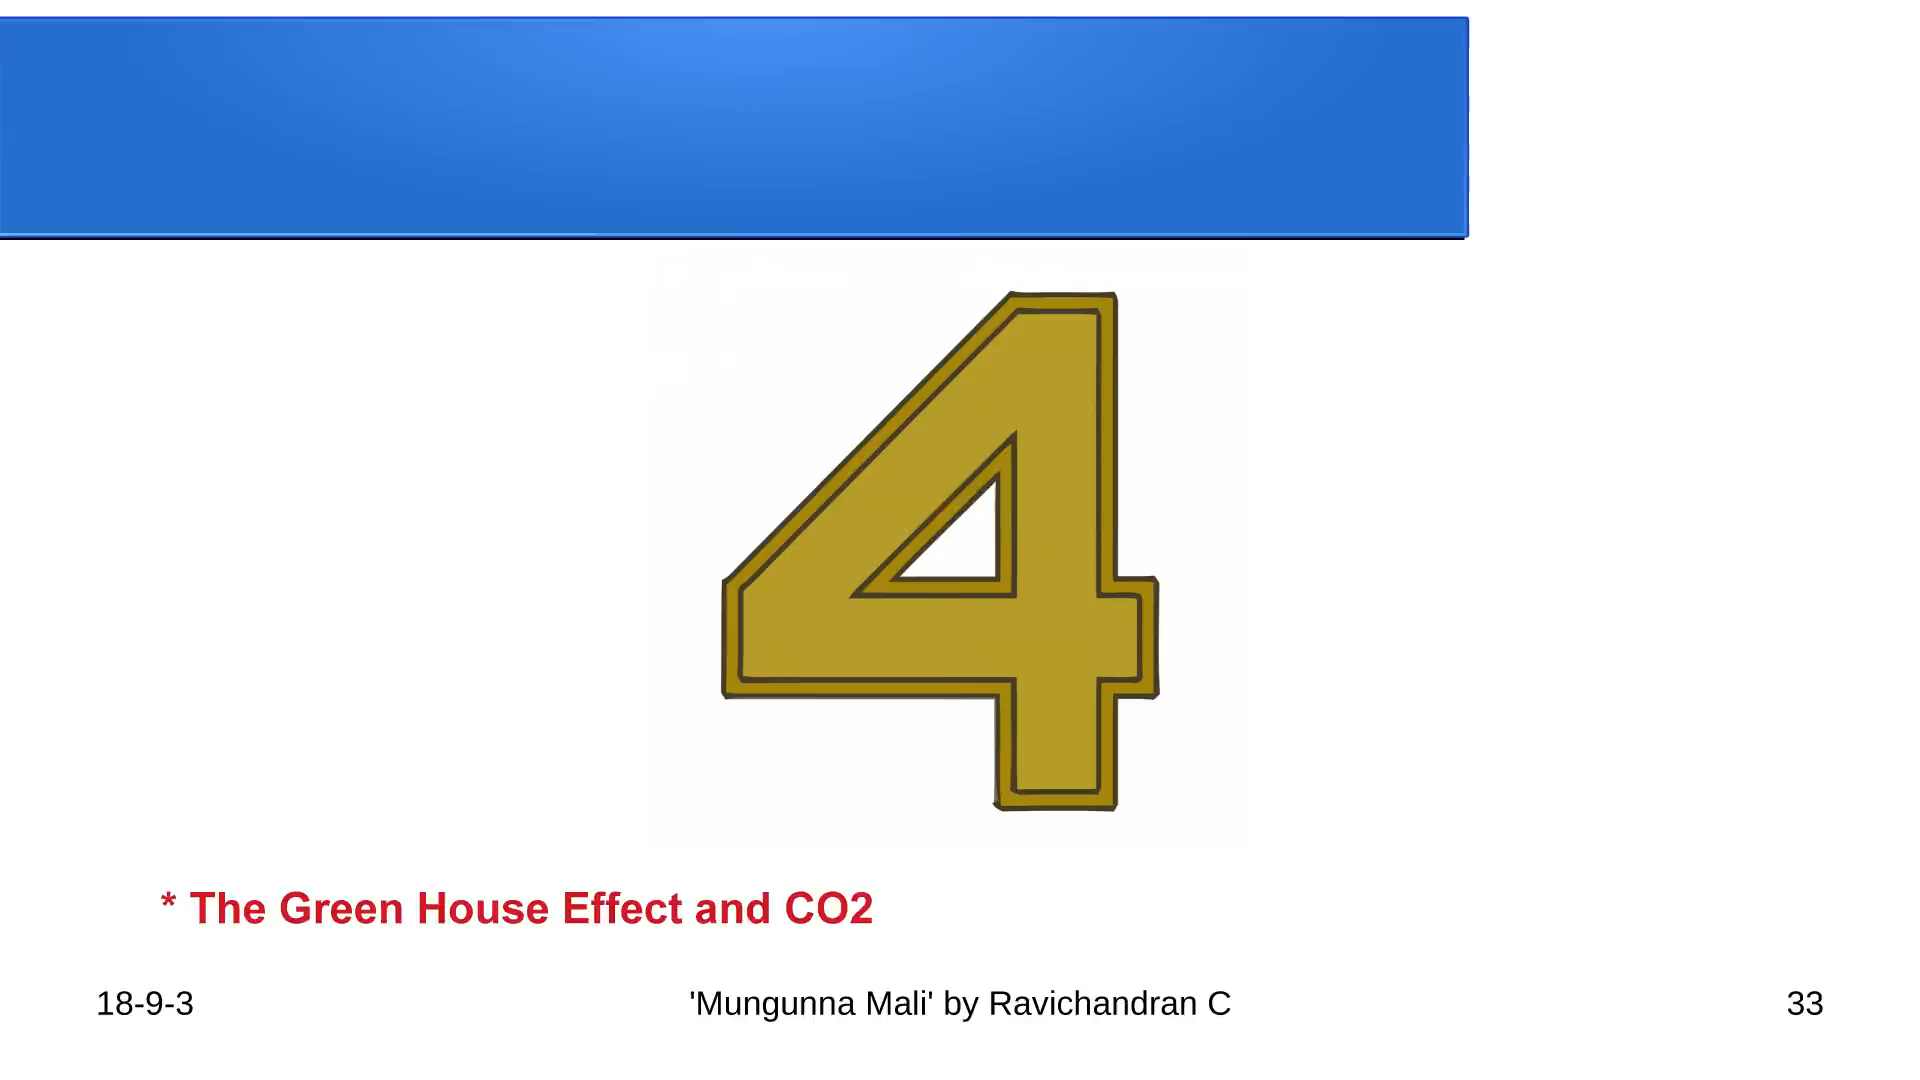 4
* The Green House Effect and CO2
18-9-3
'Mungunna Mali' by Ravichandran C
33